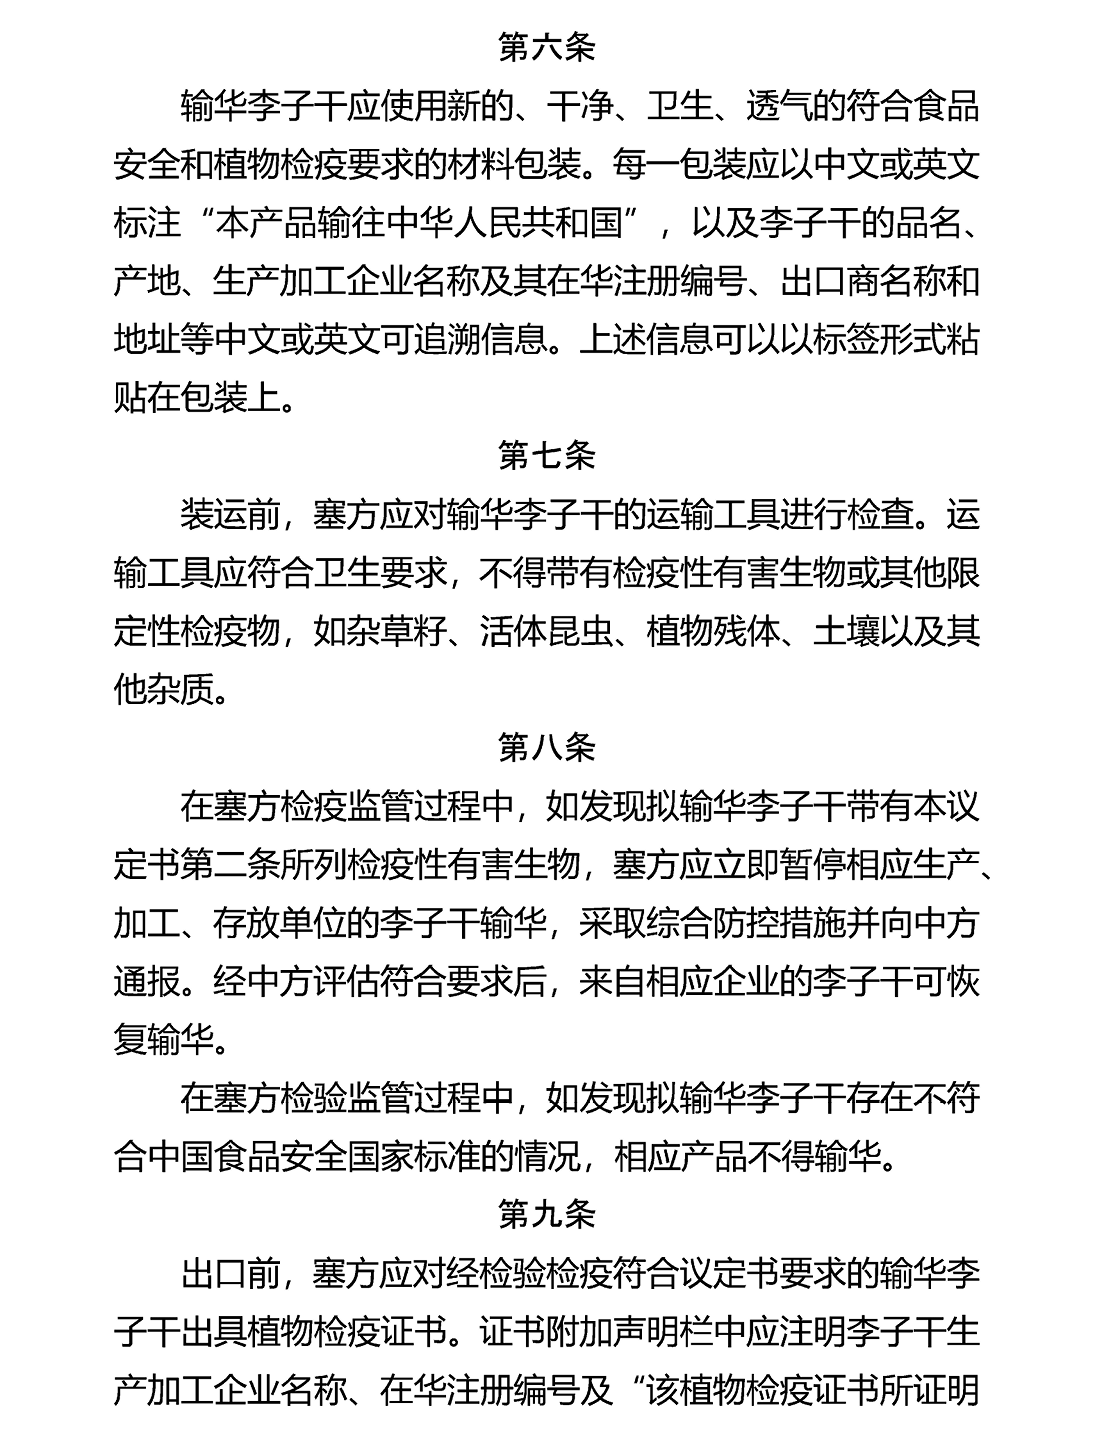 第六条
输华李子干应使用新的、干净、卫生、透气的符合食品
安全和植物检疫要求的材料包装。每一包装应以中文或英文
标注“本产品输往中华人民共和国”，以及李子干的品名、
产地、生产加工企业名称及其在华注册编号、出口商名称和
地址等中文或英文可追溯信息。上述信息可以以标签形式粘
贴在包装上。
第七条
装运前，塞方应对输华李子干的运输工具进行检查。运
输工具应符合卫生要求，不得带有检疫性有害生物或其他限
定性检疫物，如杂草籽、活体昆虫、植物残体、土壤以及其
他杂质。
第八条
在塞方检疫监管过程中，如发现拟输华李子干带有本议
定书第二条所列检疫性有害生物，塞方应立即暂停相应生产、
加工、存放单位的李子干输华，采取综合防控措施并向中方
通报。经中方评估符合要求后，来自相应企业的李子干可恢
复输华。
在塞方检验监管过程中，如发现拟输华李子干存在不符
合中国食品安全国家标准的情况，相应产品不得输华。
第九条
出口前，塞方应对经检验检疫符合议定书要求的输华李
子干出具植物检疫证书。证书附加声明栏中应注明李子干生
产加工企业名称、在华注册编号及“该植物检疫证书所证明